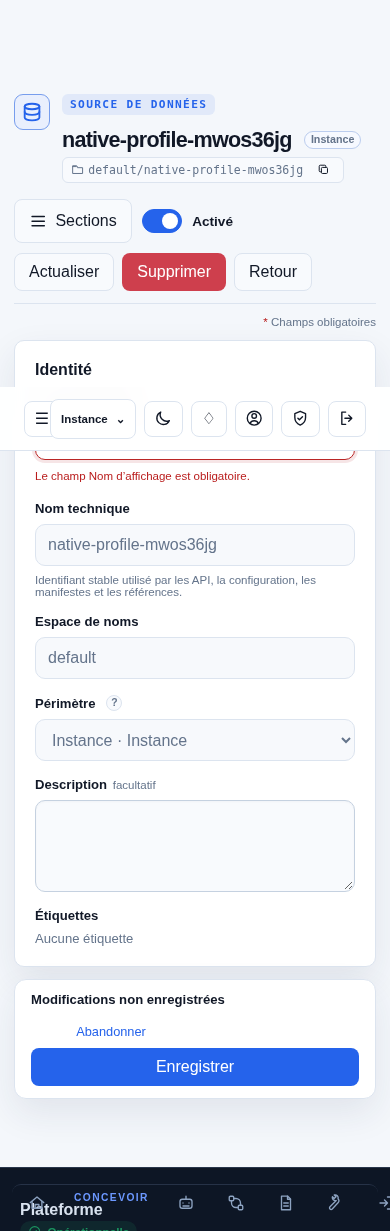 SOURCE DE DONNÉES
native-profile-mwos36jg Instance
default/native-profile-mwos36jg
Sections Activé
Actualiser Supprimer Retour
* Champs obligatoires
Identité
Instance
Le champ Nom d’affichage est obligatoire.
Nom technique
native-profile-mwos36jg
Identifiant stable utilisé par les API, la configuration, les
manifestes et les références.
Espace de noms
default
Périmètre ?
Instance · Instance
Description facultatif
Étiquettes
Aucune étiquette
Modifications non enregistrées
Abandonner
Enregistrer
CONCEVOIR
Plateforme
Opérationnelle